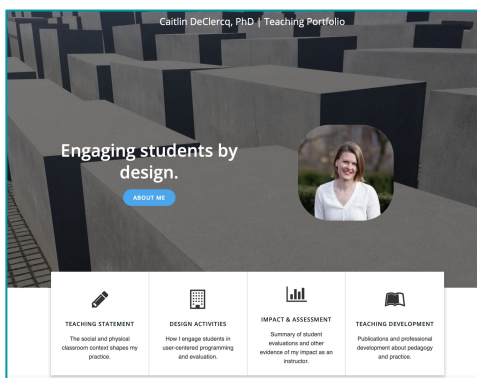 Caitlin DeClercq, PhD | Teaching Portfolio
Engaging students by
design.
ABOUT ME
TEACHING STATEMENT
The social and physical
classroom context shapes my
practice.
DESIGN ACTIVITIES
How I engage students in
user-centered programming
and evaluation.
IMPACT & ASSESSMENT
Summary of student
evaluations and other
evidence of my impact as an
instructor.
TEACHING DEVELOPMENT
Publications and professional
development about pedagogy
and practice.